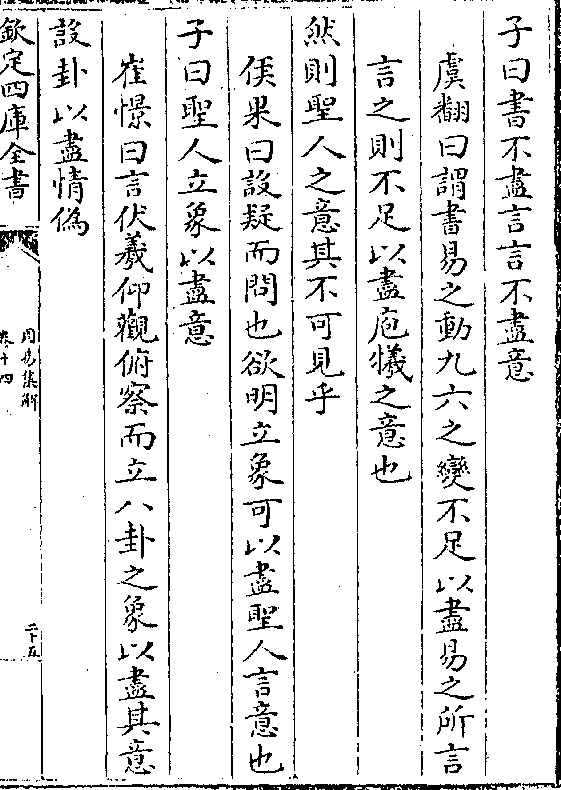 子曰書不盡言言不盡意
虞翻曰謂書易之動九六之變不足以盡易之所言
言之則不足以盡庖犧之意也
然則聖人之意其不可見乎
侯果曰設疑而問也欲明立象可以盡聖人言意也
子曰聖人立象以盡意
崔憬曰言伏羲仰觀俯察而立八卦之象以盡其意
設卦以盡情偽
欽定四庫全書
周易集解
卷十四
二十五